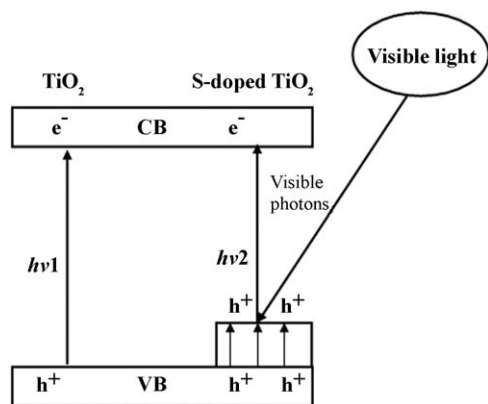 Visible light
TiO₂ S-doped TiO₂
e⁻ CB e⁻
Visible
photons
hv1 hv2
h⁺ h⁺
h⁺ VB h⁺ h⁺